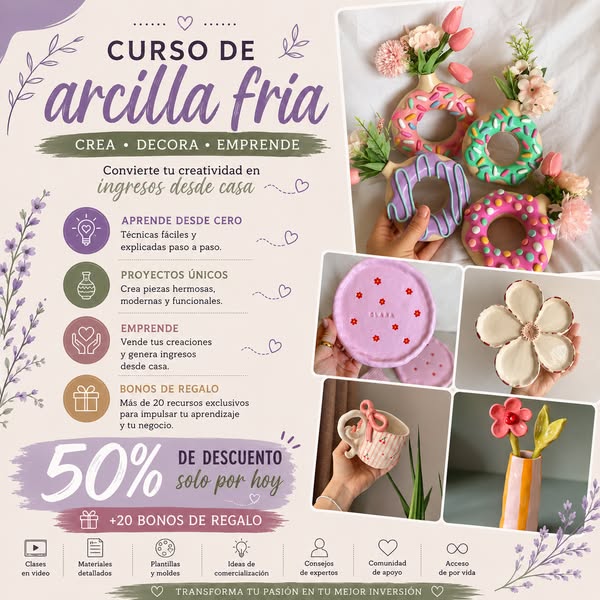 CURSO DE
arcilla fria
CREA • DECORA • EMPRENDE
Convierte tu creatividad en
ingresos desde casa
APRENDE DESDE CERO
Técnicas fáciles y
explicadas paso a paso.
PROYECTOS ÚNICOS
Crea piezas hermosas,
modernas y funcionales.
EMPRENDE
Vende tus creaciones
y genera ingresos
desde casa.
BONOS DE REGALO
Más de 20 recursos exclusivos
para impulsar tu aprendizaje
y tu negocio.
50% DE DESCUENTO
solo por hoy
+20 BONOS DE REGALO
Clases
en video
Materiales
detallados
Plantillas
y moldes
Ideas de
comercialización
Consejos
de expertos
Comunidad
de apoyo
Acceso
de por vida
TRANSFORMA TU PASIÓN EN TU MEJOR INVERSIÓN